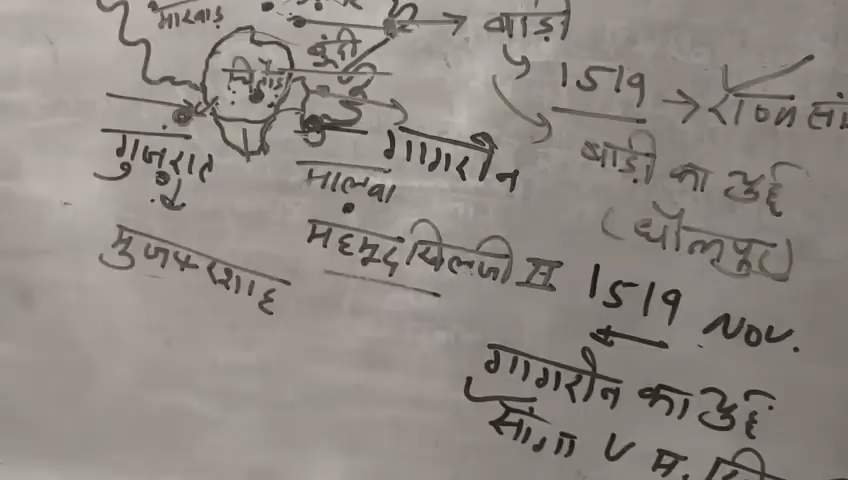 मारवाड़
बूंदी
बाड़ी
चित्तौड़
1519 → राणा सां
बाड़ी का युद्ध
(धौलपुर)
गुजरात
मालवा
गागरौन
मुजफ्फरशाह
महमूद खिलजी II
1519 Nov.
गागरौन का युद्ध
सांगा V म. खि